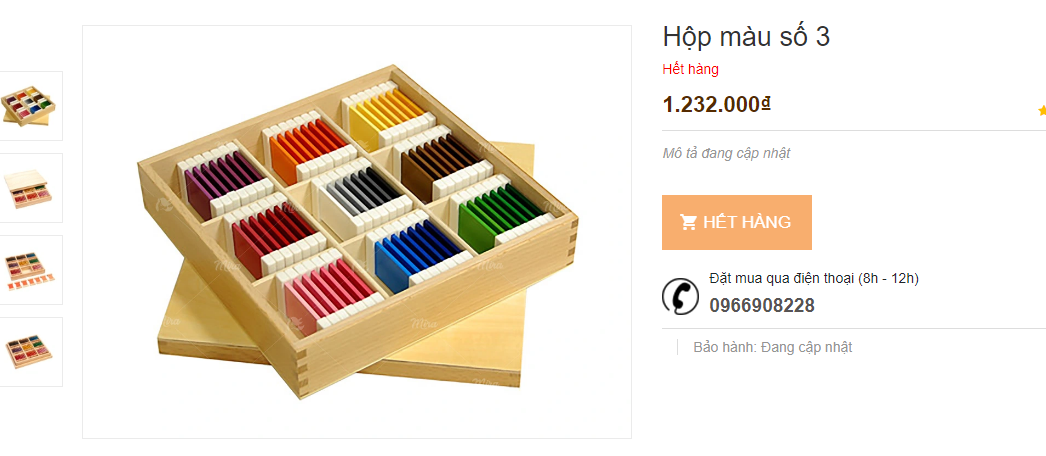 Hộp màu số 3
Hết hàng
1.232.000₫
Mô tả đang cập nhật
HẾT HÀNG
Đặt mua qua điện thoại (8h - 12h)
0966908228
Bảo hành: Đang cập nhật